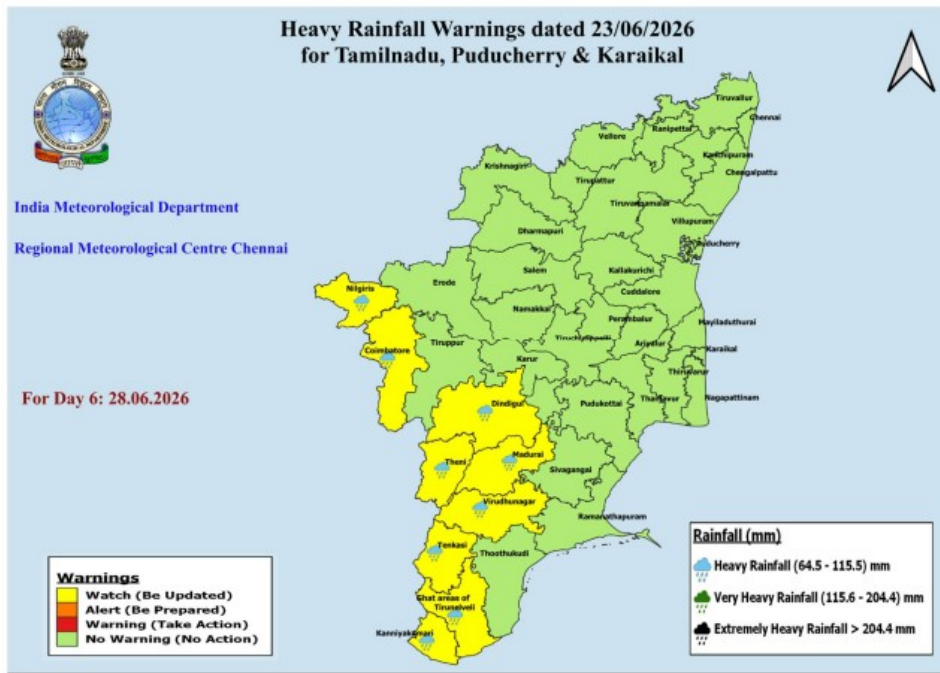 Heavy Rainfall Warnings dated 23/06/2026
for Tamilnadu, Puducherry & Karaikal
India Meteorological Department
Regional Meteorological Centre Chennai
For Day 6: 28.06.2026
Tiruvallur
Chennai
Ranipettai
Vellore
Kanchipuram
Chengalpattu
Krishnagiri
Tirupattur
Tiruvannamalai
Villupuram
Dharmapuri
Puducherry
Salem
Kallakurichi
Erode
Nilgiris
Cuddalore
Namakkal
Perambalur
Mayiladuthurai
Tiruchirappalli
Ariyalur
Tiruppur
Coimbatore
Karur
Karaikal
Thiruvarur
Dindigul
Pudukottai
Thanjavur
Nagapattinam
Madurai
Theni
Sivagangai
Virudhunagar
Ramanathapuram
Tenkasi
Thoothukudi
Ghat areas of
Tirunelveli
Kanniyakumari
Warnings
Watch (Be Updated)
Alert (Be Prepared)
Warning (Take Action)
No Warning (No Action)
Rainfall (mm)
Heavy Rainfall (64.5 - 115.5) mm
Very Heavy Rainfall (115.6 - 204.4) mm
Extremely Heavy Rainfall > 204.4 mm